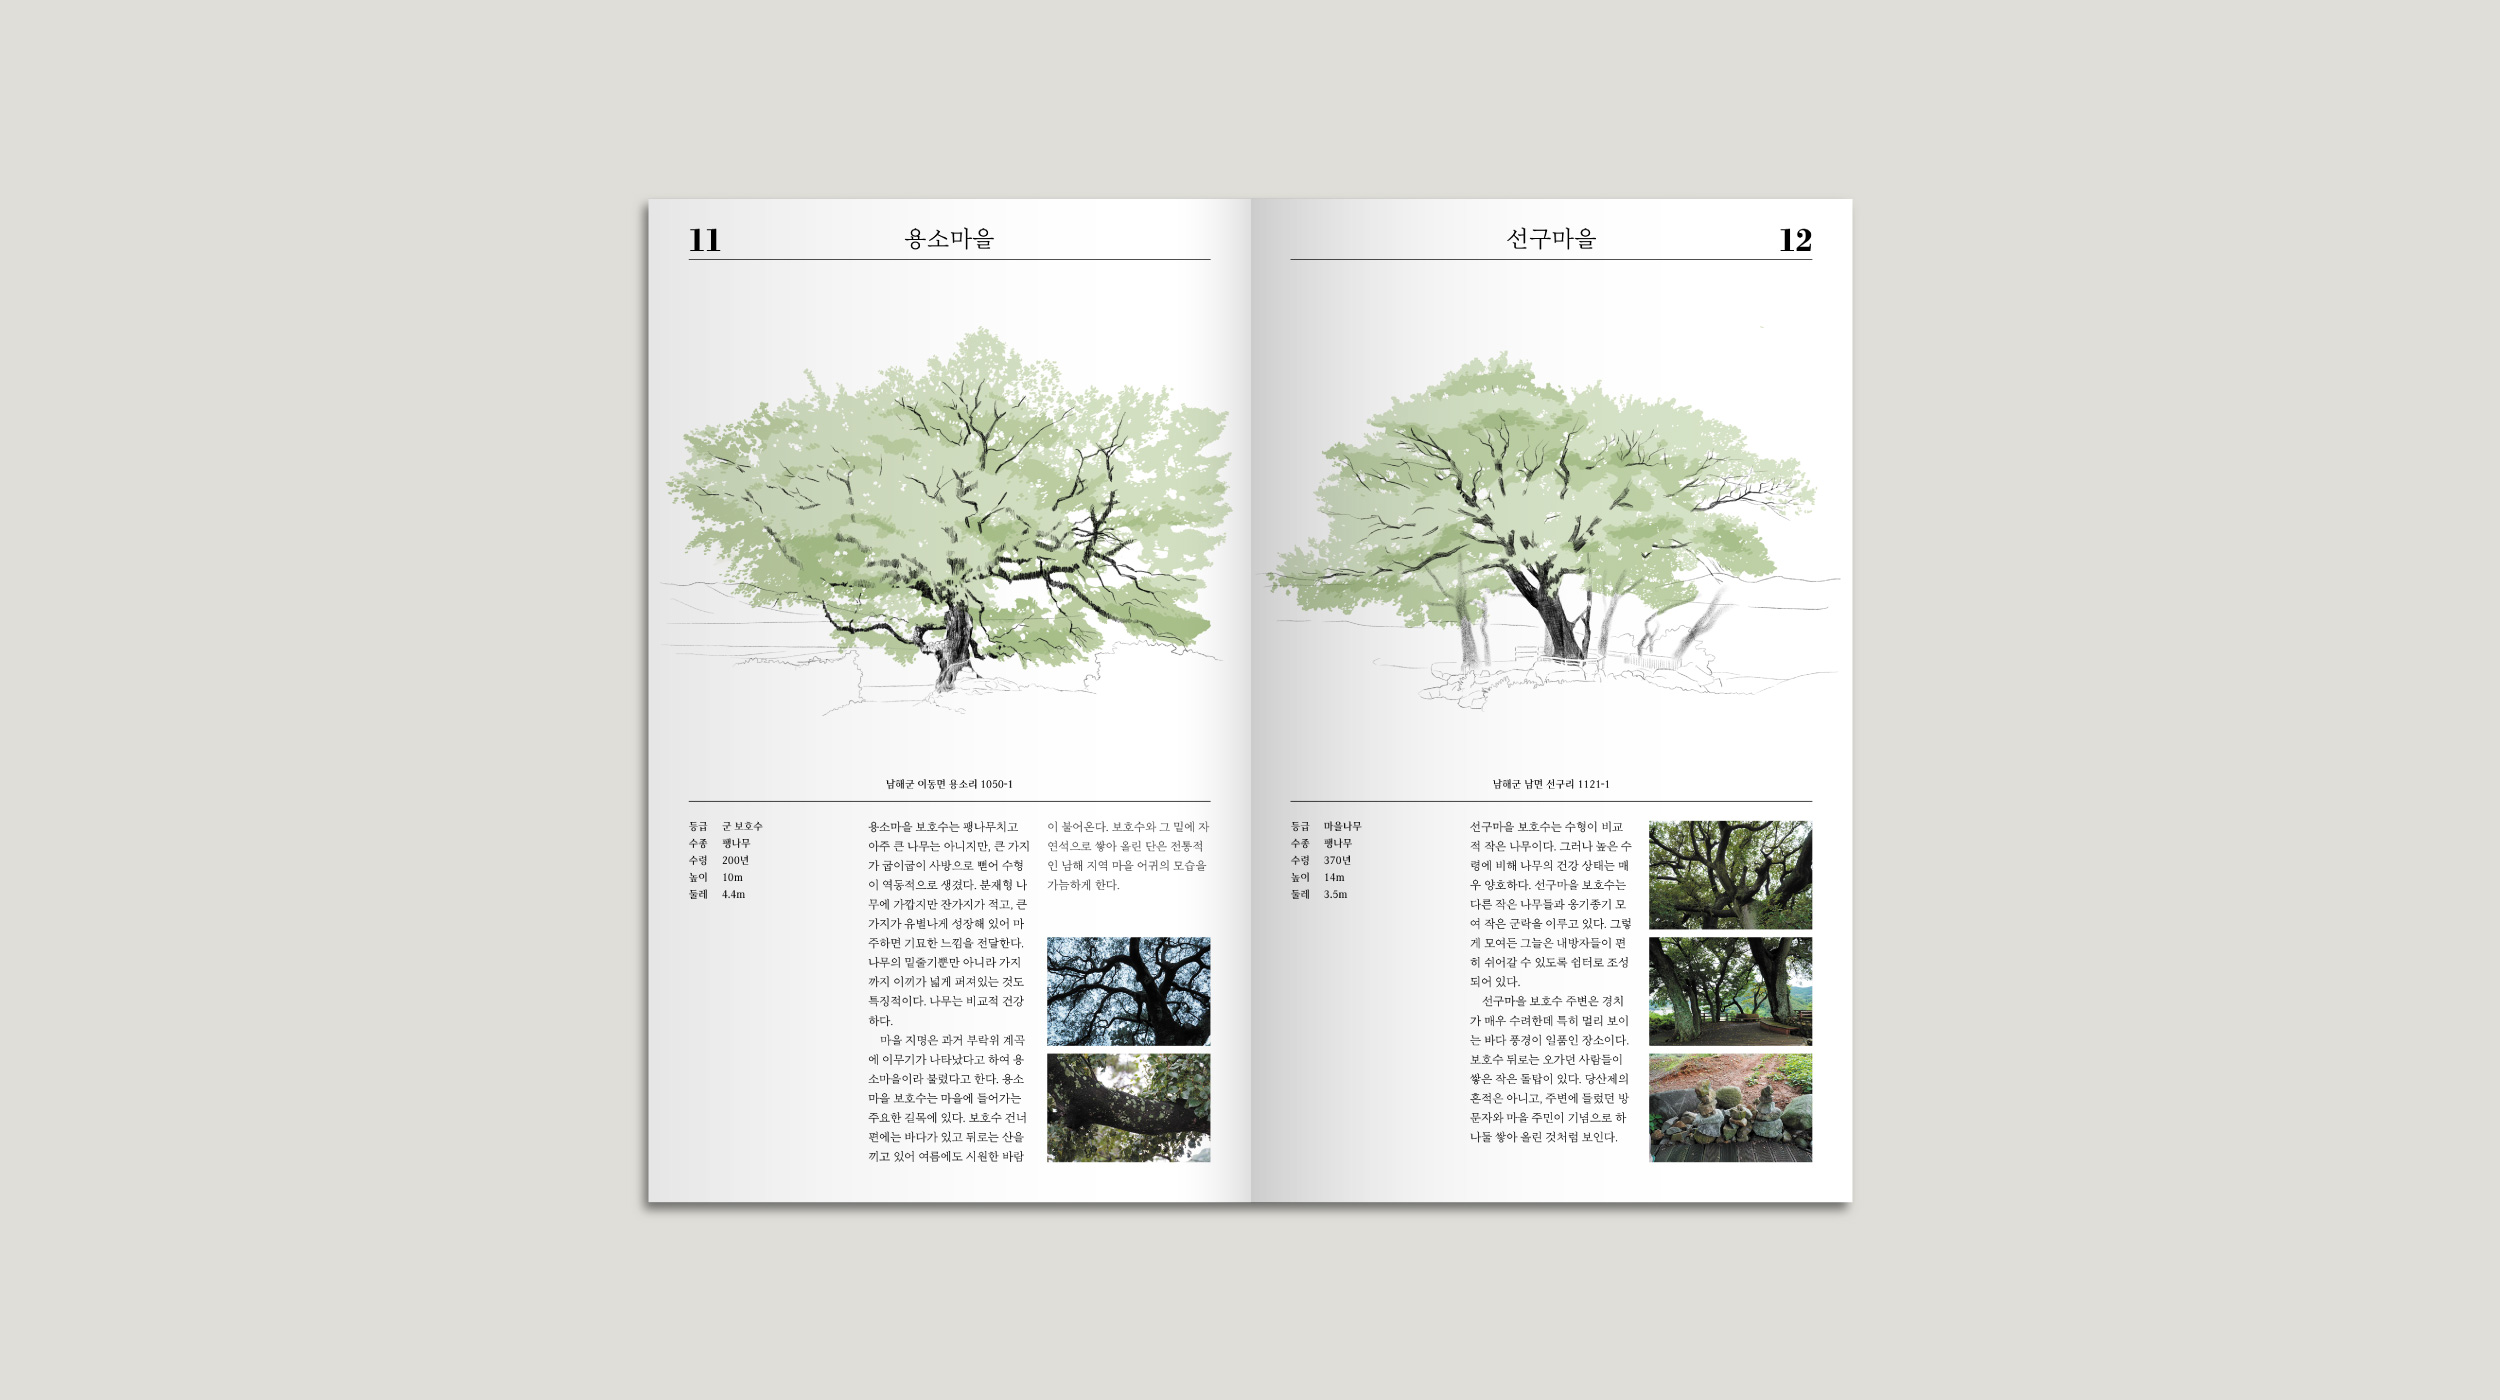 11
용소마을
남해군 이동면 용소리 1050-1
등급 군 보호수
수종 팽나무
수령 200년
높이 10m
둘레 4.4m
용소마을 보호수는 팽나무치고
아주 큰 나무는 아니지만, 큰 가지
가 굽이굽이 사방으로 뻗어 수형
이 역동적으로 생겼다. 분재형 나
무에 가깝지만 잔가지가 적고, 큰
가지가 유별나게 성장해 있어 마
주하면 기묘한 느낌을 전달한다.
나무의 밑줄기뿐만 아니라 가지
까지 이끼가 넓게 퍼져있는 것도
특징적이다. 나무는 비교적 건강
하다.
마을 지명은 과거 부락위 계곡
에 이무기가 나타났다고 하여 용
소마을이라 불렸다고 한다. 용소
마을 보호수는 마을에 들어가는
주요한 길목에 있다. 보호수 건너
편에는 바다가 있고 뒤로는 산을
끼고 있어 여름에도 시원한 바람
이 불어온다. 보호수와 그 밑에 자
연석으로 쌓아 올린 단은 전통적
인 남해 지역 마을 어귀의 모습을
가늠하게 한다.
선구마을
12
남해군 남면 선구리 1121-1
등급 마을나무
수종 팽나무
수령 370년
높이 14m
둘레 3.5m
선구마을 보호수는 수형이 비교
적 작은 나무이다. 그러나 높은 수
령에 비해 나무의 건강 상태는 매
우 양호하다. 선구마을 보호수는
다른 작은 나무들과 옹기종기 모
여 작은 군락을 이루고 있다. 그렇
게 모여든 그늘은 내방자들이 편
히 쉬어갈 수 있도록 쉼터로 조성
되어 있다.
선구마을 보호수 주변은 경치
가 매우 수려한데 특히 멀리 보이
는 바다 풍경이 일품인 장소이다.
보호수 뒤로는 오가던 사람들이
쌓은 작은 돌탑이 있다. 당산제의
흔적은 아니고, 주변에 들렀던 방
문자와 마을 주민이 기념으로 하
나둘 쌓아 올린 것처럼 보인다.